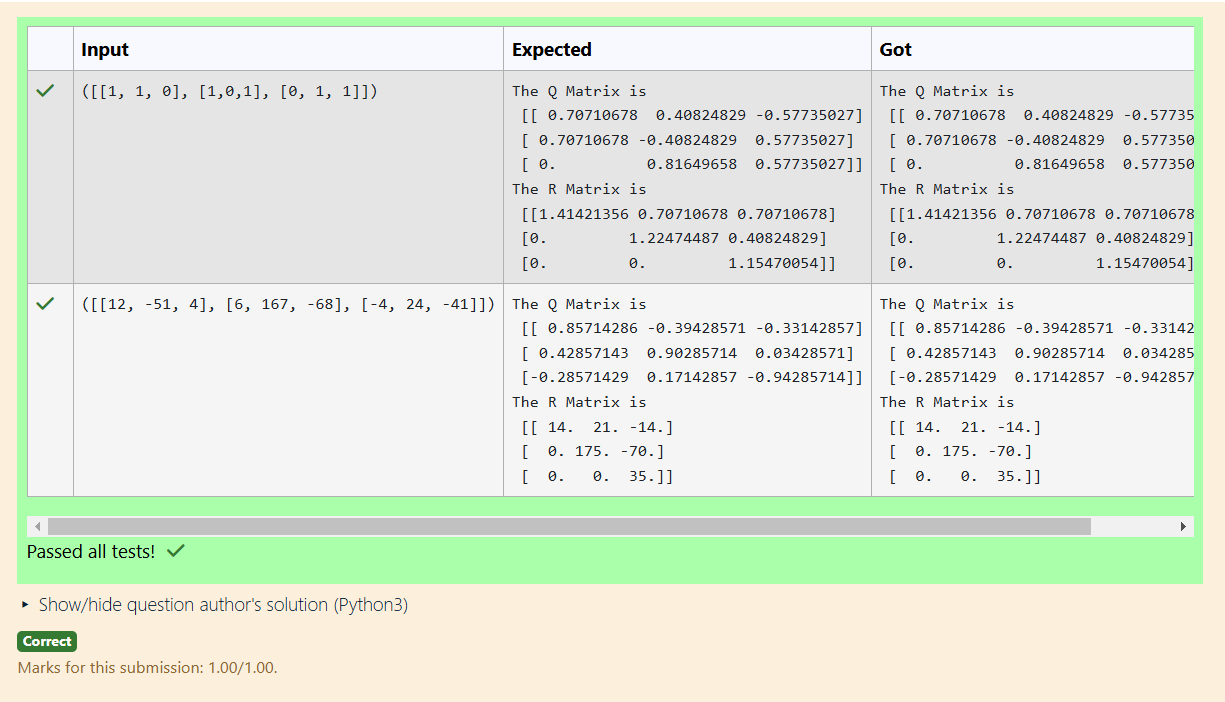 Input Expected Got
([[1, 1, 0], [1,0,1], [0, 1, 1]])
The Q Matrix is
[[ 0.70710678  0.40824829 -0.57735027]
[ 0.70710678 -0.40824829  0.57735027]
[ 0.          0.81649658  0.57735027]]
The R Matrix is
[[1.41421356 0.70710678 0.70710678]
[0.         1.22474487 0.40824829]
[0.         0.         1.15470054]]
The Q Matrix is
[[ 0.70710678  0.40824829 -0.57735
[ 0.70710678 -0.40824829  0.577350
[ 0.          0.81649658  0.577350
The R Matrix is
[[1.41421356 0.70710678 0.70710678
[0.         1.22474487 0.40824829]
[0.         0.         1.15470054]
([[12, -51, 4], [6, 167, -68], [-4, 24, -41]])
The Q Matrix is
[[ 0.85714286 -0.39428571 -0.33142857]
[ 0.42857143  0.90285714  0.03428571]
[-0.28571429  0.17142857 -0.94285714]]
The R Matrix is
[[ 14.  21. -14.]
[  0. 175. -70.]
[  0.   0.  35.]]
The Q Matrix is
[[ 0.85714286 -0.39428571 -0.33142
[ 0.42857143  0.90285714  0.034285
[-0.28571429  0.17142857 -0.942857
The R Matrix is
[[ 14.  21. -14.]
[  0. 175. -70.]
[  0.   0.  35.]]
Passed all tests!
Show/hide question author's solution (Python3)
Correct
Marks for this submission: 1.00/1.00.